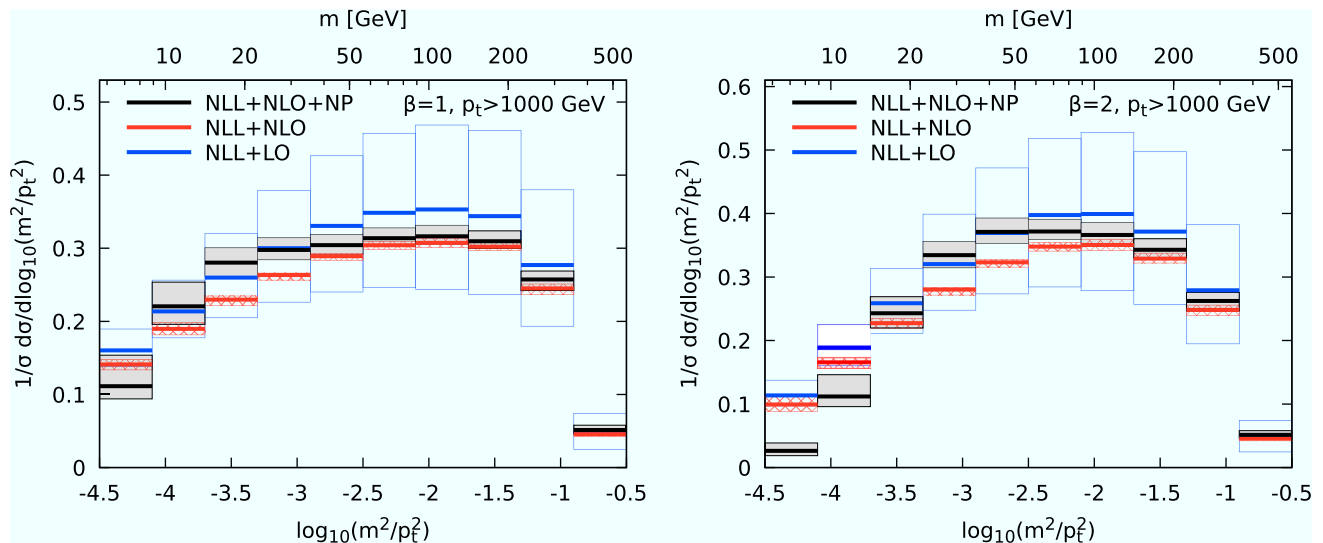 m [GeV]
10 20 50 100 200 500
0.5
0.4
0.3
0.2
0.1
0
1/σ dσ/dlog₁₀(m²/pₜ²)
NLL+NLO+NP
NLL+NLO
NLL+LO
β=1, pₜ>1000 GeV
-4.5 -4 -3.5 -3 -2.5 -2 -1.5 -1 -0.5
log₁₀(m²/pₜ²)
m [GeV]
10 20 50 100 200 500
0.6
0.5
0.4
0.3
0.2
0.1
0
1/σ dσ/dlog₁₀(m²/pₜ²)
NLL+NLO+NP
NLL+NLO
NLL+LO
β=2, pₜ>1000 GeV
-4.5 -4 -3.5 -3 -2.5 -2 -1.5 -1 -0.5
log₁₀(m²/pₜ²)